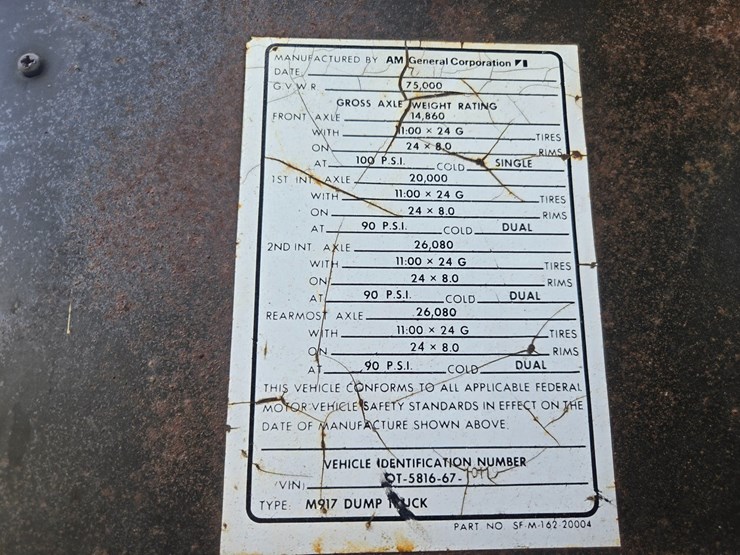 MANUFACTURED BY AM General Corporation
DATE
G.V.W.R. 75,000
GROSS AXLE WEIGHT RATING
FRONT AXLE 14,860
WITH 11:00 × 24 G TIRES
ON 24 × 8.0 RIMS
AT 100 P.S.I. COLD SINGLE
1ST INT. AXLE 20,000
WITH 11:00 × 24 G TIRES
ON 24 × 8.0 RIMS
AT 90 P.S.I. COLD DUAL
2ND INT. AXLE 26,080
WITH 11:00 × 24 G TIRES
ON 24 × 8.0 RIMS
AT 90 P.S.I. COLD DUAL
REARMOST AXLE 26,080
WITH 11:00 × 24 G TIRES
ON 24 × 8.0 RIMS
AT 90 P.S.I. COLD DUAL
THIS VEHICLE CONFORMS TO ALL APPLICABLE FEDERAL
MOTOR VEHICLE SAFETY STANDARDS IN EFFECT ON THE
DATE OF MANUFACTURE SHOWN ABOVE.
VEHICLE IDENTIFICATION NUMBER
(VIN) OT-5816-67-
TYPE: M917 DUMP TRUCK
PART NO. SF-M-162-20004